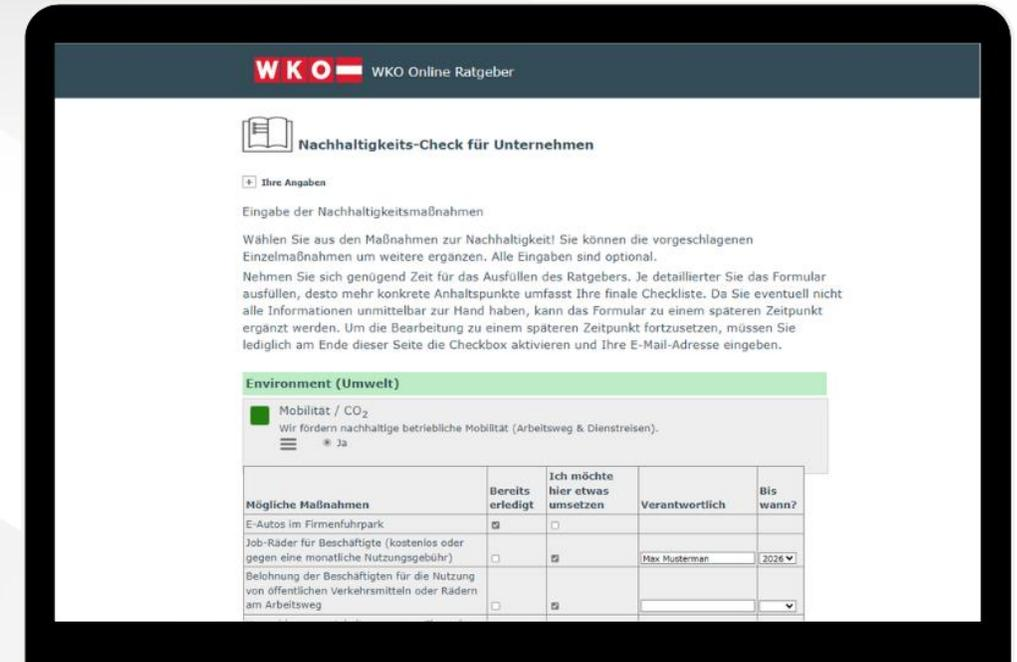 WKO WKO Online Ratgeber
Nachhaltigkeits-Check für Unternehmen
+ Ihre Angaben
Eingabe der Nachhaltigkeitsmaßnahmen
Wählen Sie aus den Maßnahmen zur Nachhaltigkeit! Sie können die vorgeschlagenen
Einzelmaßnahmen um weitere ergänzen. Alle Eingaben sind optional.
Nehmen Sie sich genügend Zeit für das Ausfüllen des Ratgebers. Je detaillierter Sie das Formular
ausfüllen, desto mehr konkrete Anhaltspunkte umfasst Ihre finale Checkliste. Da Sie eventuell nicht
alle Informationen unmittelbar zur Hand haben, kann das Formular zu einem späteren Zeitpunkt
ergänzt werden. Um die Bearbeitung zu einem späteren Zeitpunkt fortzusetzen, müssen Sie
lediglich am Ende dieser Seite die Checkbox aktivieren und Ihre E-Mail-Adresse eingeben.
Environment (Umwelt)
Mobilität / CO₂
Wir fördern nachhaltige betriebliche Mobilität (Arbeitsweg & Dienstreisen).
Ja
Mögliche Maßnahmen
Bereits
erledigt
Ich möchte
hier etwas
umsetzen
Verantwortlich
Bis
wann?
E-Autos im Firmenfuhrpark
Job-Räder für Beschäftigte (kostenlos oder
gegen eine monatliche Nutzungsgebühr)
Max Musterman
2026
Belohnung der Beschäftigten für die Nutzung
von öffentlichen Verkehrsmitteln oder Rädern
am Arbeitsweg